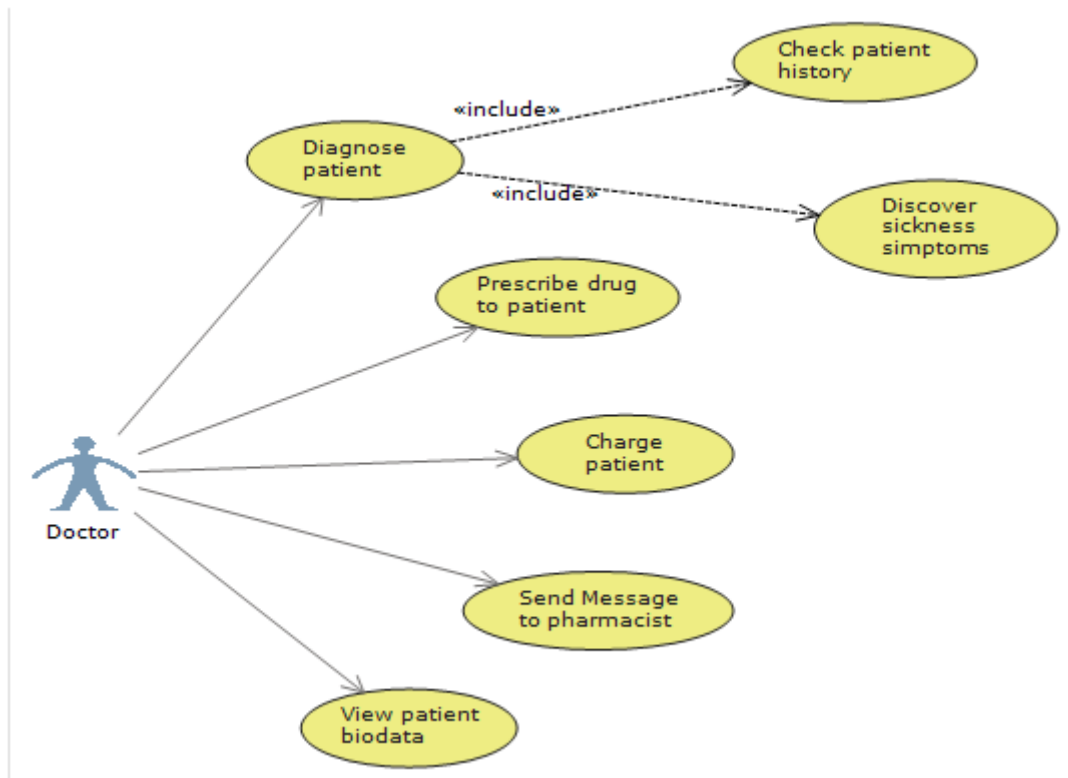 Check patient
history
«include»
Diagnose
patient
«include»
Discover
sickness
simptoms
Prescribe drug
to patient
Charge
patient
Doctor
Send Message
to pharmacist
View patient
biodata